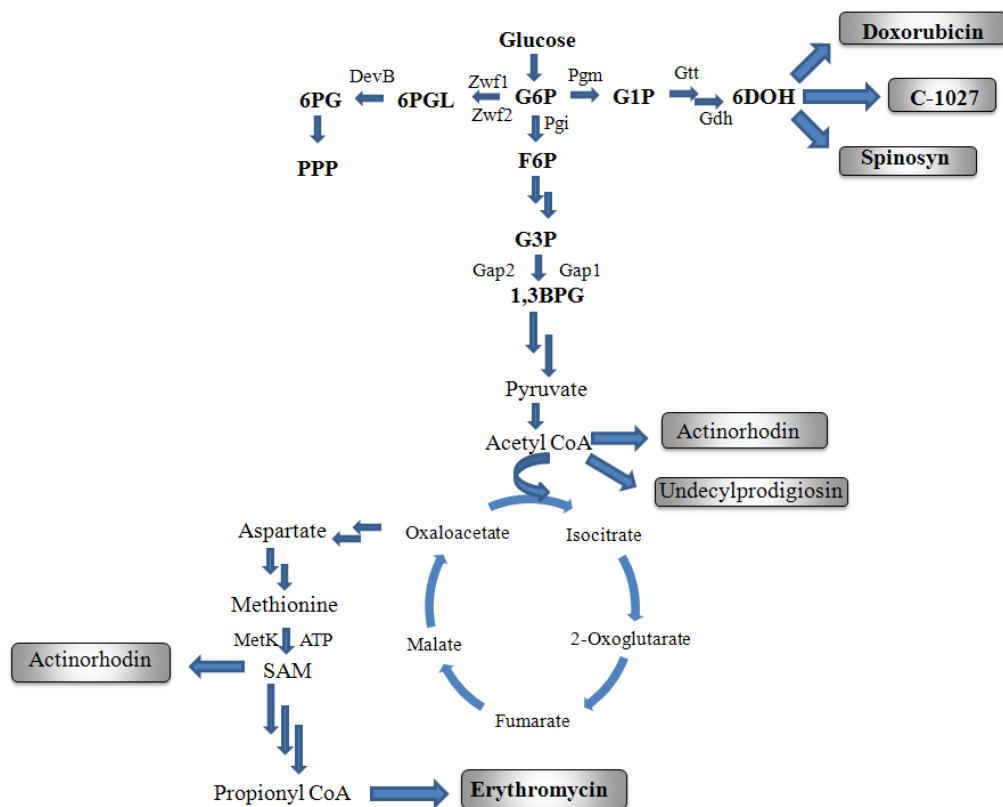 Glucose
Doxorubicin
DevB
Zwf1
Pgm
Gtt
6PG
6PGL
G6P
G1P
6DOH
C-1027
Zwf2
Pgi
Gdh
PPP
F6P
Spinosyn
G3P
Gap2
Gap1
1,3BPG
Pyruvate
Acetyl CoA
Actinorhodin
Undecylprodigiosin
Aspartate
Oxaloacetate
Isocitrate
Methionine
MetK
ATP
Malate
2-Oxoglutarate
Actinorhodin
SAM
Fumarate
Propionyl CoA
Erythromycin